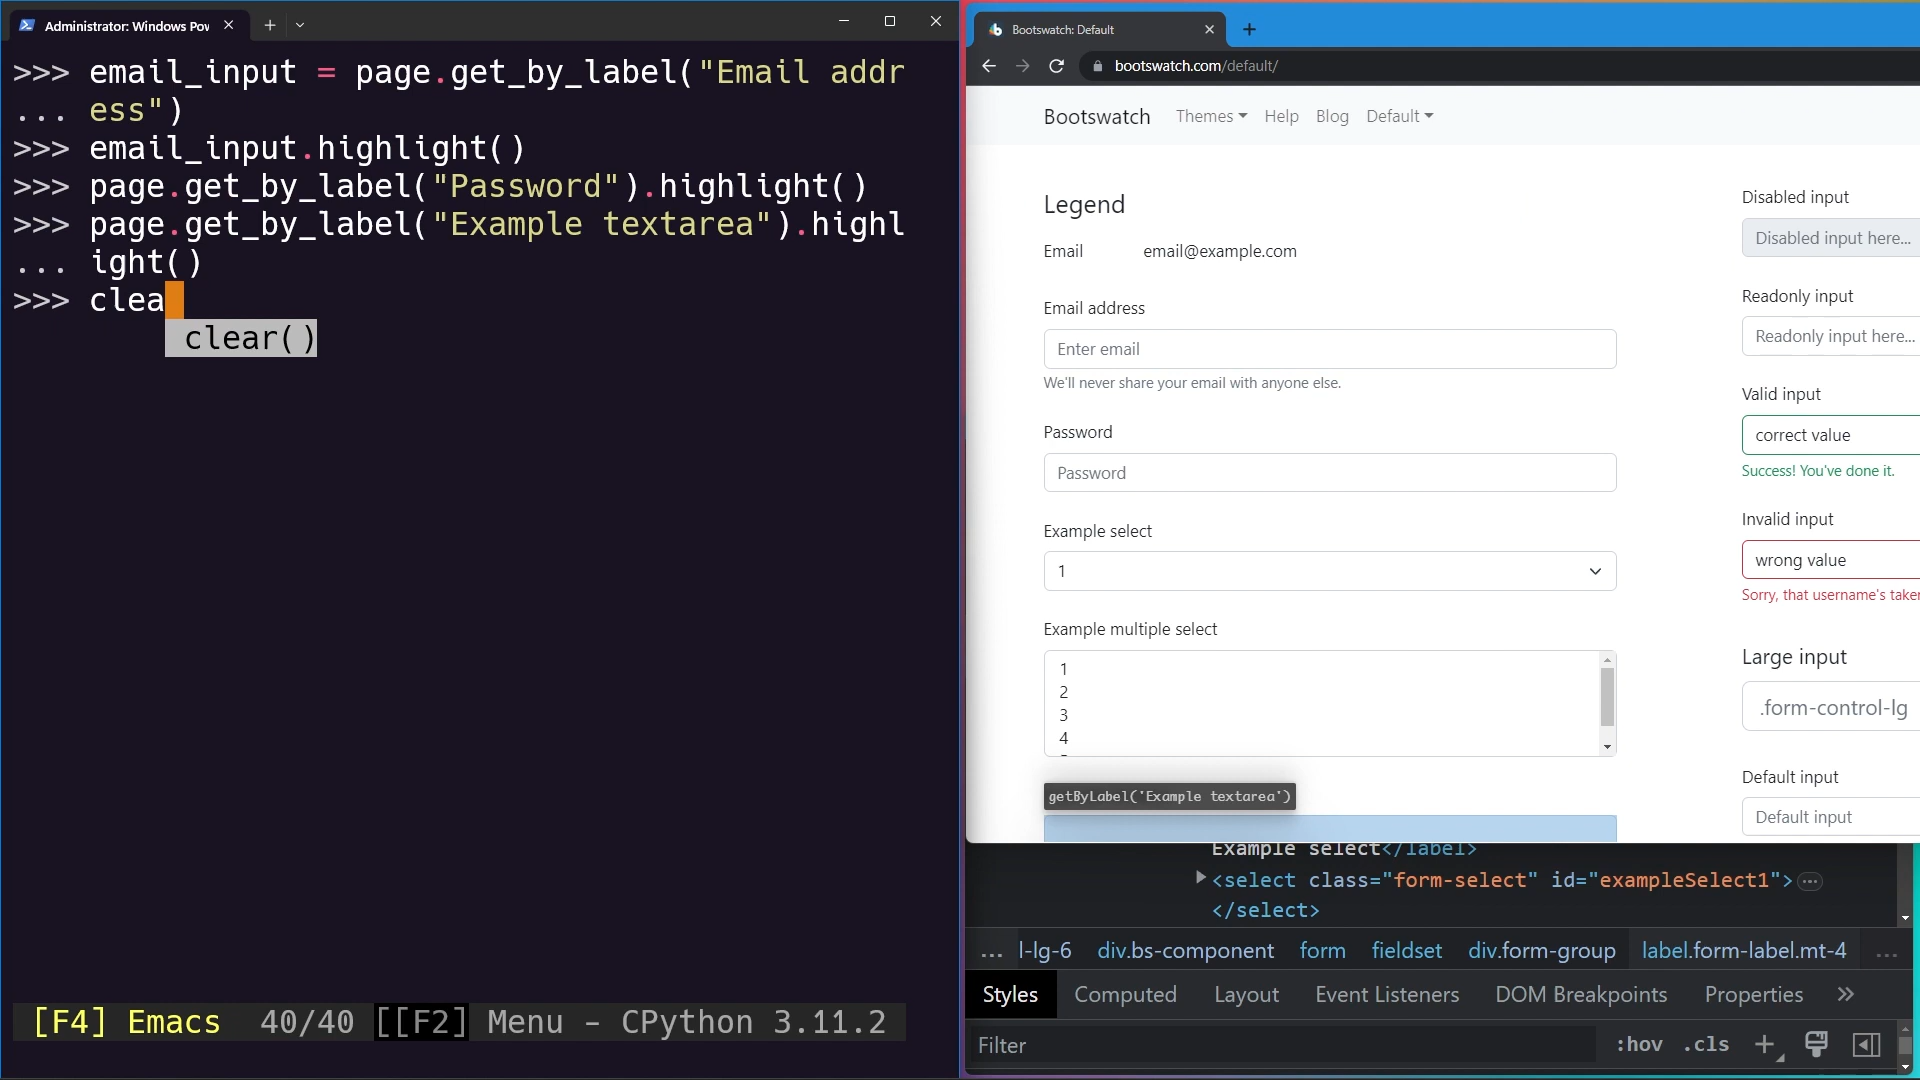 Administrator: Windows Pow
>>> email_input = page.get_by_label("Email addr
... ess")
>>> email_input.highlight()
>>> page.get_by_label("Password").highlight()
>>> page.get_by_label("Example textarea").highl
... ight()
>>> clea
clear()
[F4] Emacs 40/40 [[F2] Menu - CPython 3.11.2
Bootswatch: Default
bootswatch.com/default/
Bootswatch Themes Help Blog Default
Legend
Email email@example.com
Email address
Enter email
We'll never share your email with anyone else.
Password
Password
Example select
1
Example multiple select
1
2
3
4
getByLabel('Example textarea')
Disabled input
Disabled input here...
Readonly input
Readonly input here...
Valid input
correct value
Success! You've done it.
Invalid input
wrong value
Sorry, that username's taken
Large input
.form-control-lg
Default input
Default input
Example select</label>
<select class="form-select" id="exampleSelect1">...
</select>
... l-lg-6 div.bs-component form fieldset div.form-group label.form-label.mt-4 ...
Styles Computed Layout Event Listeners DOM Breakpoints Properties »
Filter :hov .cls +